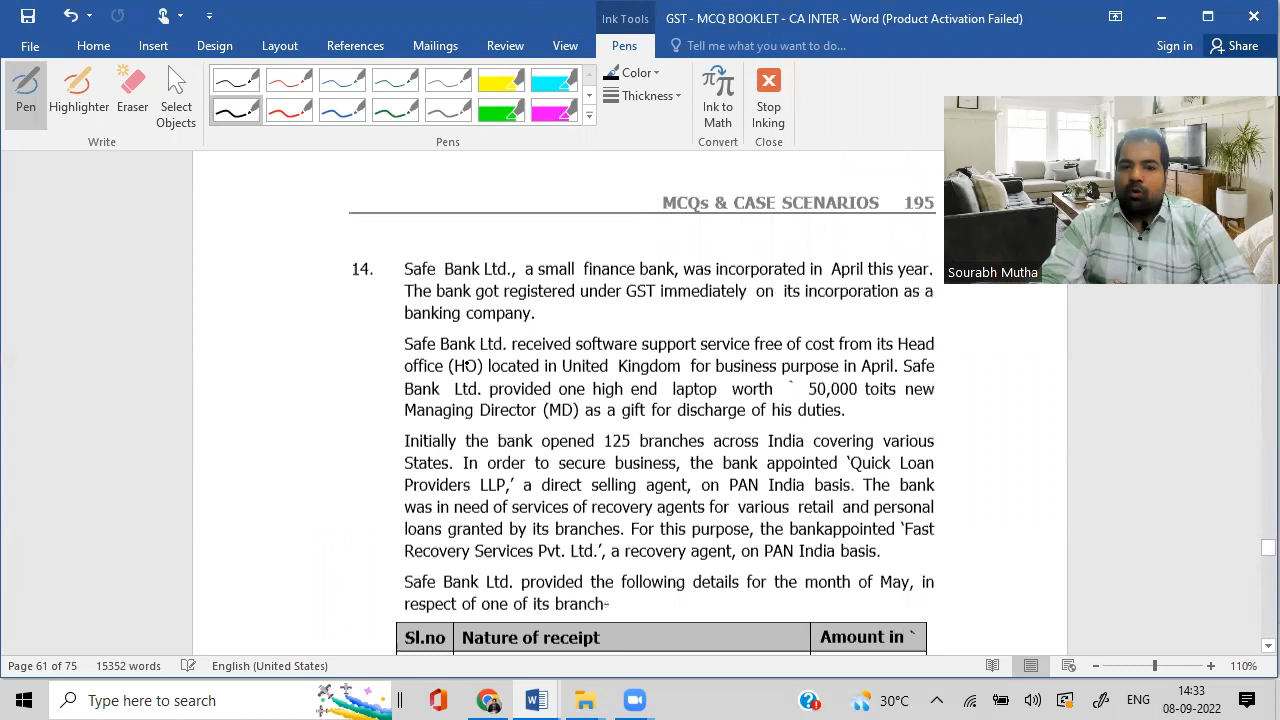 Ink Tools
GST - MCQ BOOKLET - CA INTER - Word (Product Activation Failed)
File Home Insert Design Layout References Mailings Review View Pens Tell me what you want to do... Sign in Share
Pen Highlighter Eraser Select Objects Color Thickness Ink to Math Stop Inking
Write Pens Convert Close
MCQs & CASE SCENARIOS 195
14. Safe Bank Ltd., a small finance bank, was incorporated in April this year.
The bank got registered under GST immediately on its incorporation as a
banking company.
Safe Bank Ltd. received software support service free of cost from its Head
office (HO) located in United Kingdom for business purpose in April. Safe
Bank Ltd. provided one high end laptop worth ` 50,000 toits new
Managing Director (MD) as a gift for discharge of his duties.
Initially the bank opened 125 branches across India covering various
States. In order to secure business, the bank appointed ‘Quick Loan
Providers LLP,’ a direct selling agent, on PAN India basis. The bank
was in need of services of recovery agents for various retail and personal
loans granted by its branches. For this purpose, the bankappointed ‘Fast
Recovery Services Pvt. Ltd.’, a recovery agent, on PAN India basis.
Safe Bank Ltd. provided the following details for the month of May, in
respect of one of its branch-
Sl.no Nature of receipt Amount in `
Sourabh Mutha
Page 61 of 75 15352 words English (United States) 110%
Type here to search 30°C ENG 14:33
08-09-2022